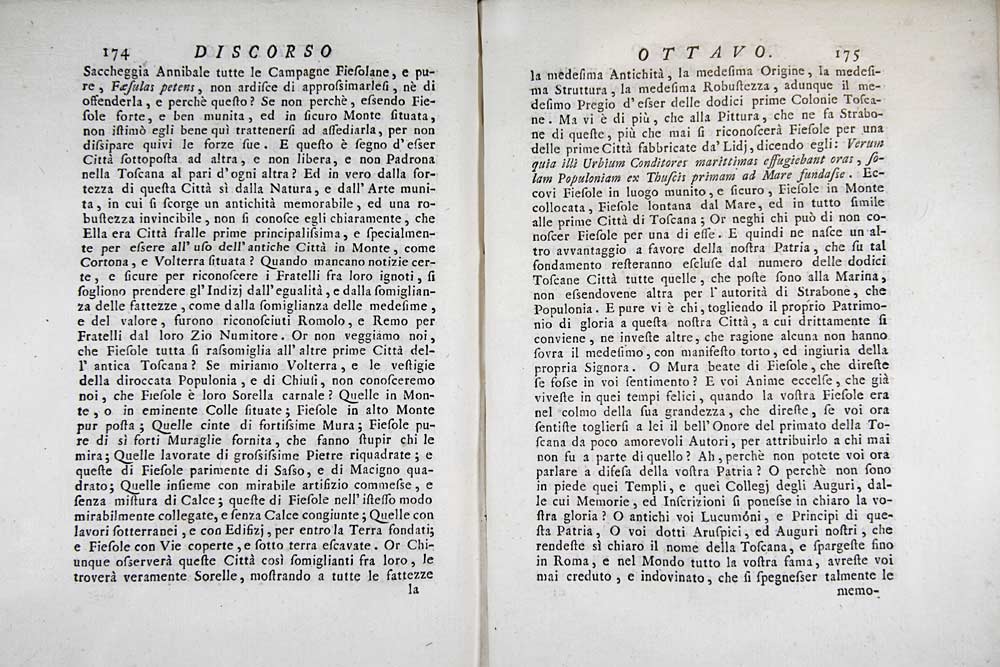 174 DISCORSO
Saccheggia Annibale tutte le Campagne Fieſolane, e pu-
re, Fæſulas petens, non ardiſce di approſſimarleſi, nè di
offenderla, e perchè queſto? Se non perchè, eſſendo Fie-
ſole forte, e ben munita, ed in ſicuro Monte ſituata,
non iſtimò egli bene quì trattenerſi ad aſſediarla, per non
diſſipare quivi le forze ſue. E queſto è ſegno d'eſſer
Città ſottopoſta ad altra, e non libera, e non Padrona
nella Toſcana al pari d'ogni altra? Ed in vero dalla for-
tezza di queſta Città sì dalla Natura, e dall'Arte muni-
ta, in cui ſi ſcorge un antichità memorabile, ed una ro-
buſtezza invincibile, non ſi conoſce egli chiaramente, che
Ella era Città fralle prime principaliſſima, e ſpecialmen-
te per eſſere all'uſo dell'antiche Città in Monte, come
Cortona, e Volterra ſituata? Quando mancano notizie cer-
te, e ſicure per riconoſcere i Fratelli fra loro ignoti, ſi
ſogliono prendere gl'Indizj dall'egualità, e dalla ſomiglian-
za delle fattezze, come dalla ſomiglianza delle medeſime,
e del valore, furono riconoſciuti Romolo, e Remo per
Fratelli dal loro Zio Numitore. Or non veggiamo noi,
che Fieſole tutta ſi raſſomiglia all'altre prime Città del-
l'antica Toſcana? Se miriamo Volterra, e le veſtigie
della diroccata Populonia, e di Chiuſi, non conoſceremo
noi, che Fieſole è loro Sorella carnale? Quelle in Mon-
te, o in eminente Colle ſituate; Fieſole in alto Monte
pur poſta; Quelle cinte di fortiſſime Mura; Fieſole pu-
re di sì forti Muraglie fornita, che fanno ſtupir chi le
mira; Quelle lavorate di groſſiſſime Pietre riquadrate; e
queſte di Fieſole parimente di Saſſo, e di Macigno qua-
drato; Quelle inſieme con mirabile artifizio commeſſe, e
ſenza miſtura di Calce; queſte di Fieſole nell'iſteſſo modo
mirabilmente collegate, e ſenza Calce congiunte; Quelle con
lavori ſotterranei, e con Edifizj, per entro la Terra fondati;
e Fieſole con Vie coperte, e ſotto terra eſcavate. Or Chi-
unque oſſerverà queſte Città così ſomiglianti fra loro, le
troverà veramente Sorelle, moſtrando a tutte le fattezze
la
OTTAVO. 175
la medeſima Antichità, la medeſima Origine, la medeſi-
ma Struttura, la medeſima Robuſtezza, adunque il me-
deſimo Pregio d'eſſer delle dodici prime Colonie Toſca-
ne. Ma vi è di più, che alla Pittura, che ne fa Strabo-
ne di queſte, più che mai ſi riconoſcerà Fieſole per una
delle prime Città fabbricate da'Lidj, dicendo egli: Verum
quia illi Urbium Conditores marittimas effugiebant oras, ſo-
lam Populoniam ex Thuſcis primam ad Mare fundaſſe. Ec-
covi Fieſole in luogo munito, e ſicuro, Fieſole in Monte
collocata, Fieſole lontana dal Mare, ed in tutto ſimile
alle prime Città di Toſcana; Or neghi chi può di non co-
noſcer Fieſole per una di eſſe. E quindi ne naſce un al-
tro avvantaggio a favore della noſtra Patria, che ſu tal
fondamento reſteranno eſcluſe dal numero delle dodici
Toſcane Città tutte quelle, che poſte ſono alla Marina,
non eſſendovene altra per l'autorità di Strabone, che
Populonia. E pure vi è chi, togliendo il proprio Patrimo-
nio di gloria a queſta noſtra Città, a cui drittamente ſi
conviene, ne inveſte altre, che ragione alcuna non hanno
ſovra il medeſimo, con manifeſto torto, ed ingiuria della
propria Signora. O Mura beate di Fieſole, che direſte
ſe foſſe in voi ſentimento? E voi Anime eccelſe, che già
viveſte in quei tempi felici, quando la voſtra Fieſole era
nel colmo della ſua grandezza, che direſte, ſe voi ora
ſentiſte toglierſi a lei il bell'Onore del primato della To-
ſcana da poco amorevoli Autori, per attribuirlo a chi mai
non fu a parte di quello? Ah, perchè non potete voi ora
parlare a difeſa della voſtra Patria? O perchè non ſono
in piede quei Templi, e quei Collegj degli Auguri, dal-
le cui Memorie, ed Inſcrizioni ſi poneſſe in chiaro la vo-
ſtra gloria? O antichi voi Lucumóni, e Principi di que-
ſta Patria, O voi dotti Aruſpici, ed Auguri noſtri, che
rendeſte sì chiaro il nome della Toſcana, e ſpargeſte fino
in Roma, e nel Mondo tutto la voſtra fama, avreſte voi
mai creduto, e indovinato, che ſi ſpegneſſer talmente le
memo-